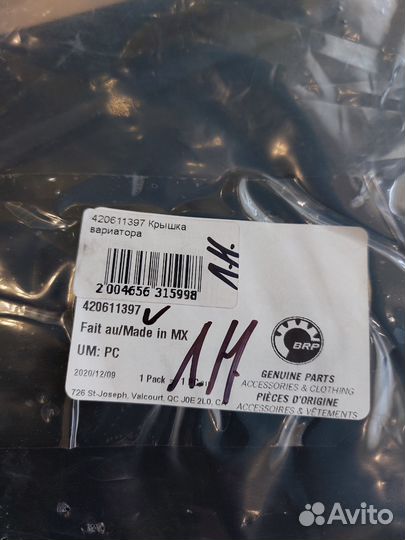 420611397 Крышка
вариатора
2 004656 315998
1.H.
420611397
Fait au/Made in MX
UM: PC
2020/12/09
1 Pack
1.H
726 St-Joseph, Valcourt, QC J0E 2L0, CA
BRP
GENUINE PARTS
ACCESSORIES & CLOTHING
PIÈCES D'ORIGINE
ACCESSOIRES & VÊTEMENTS
Avito